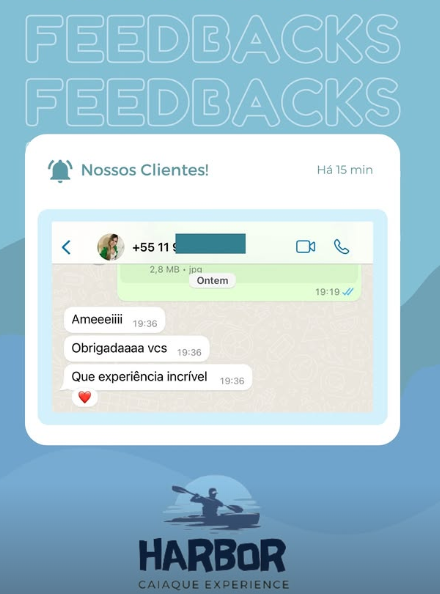 FEEDBACKS
FEEDBACKS
Nossos Clientes!
Há 15 min
+55 11 9
2,8 MB • jpg
Ontem
19:19
Ameeeiiii 19:36
Obrigadaaaa vcs 19:36
Que experiência incrível 19:36
HARBOR
CAIAQUE EXPERIENCE